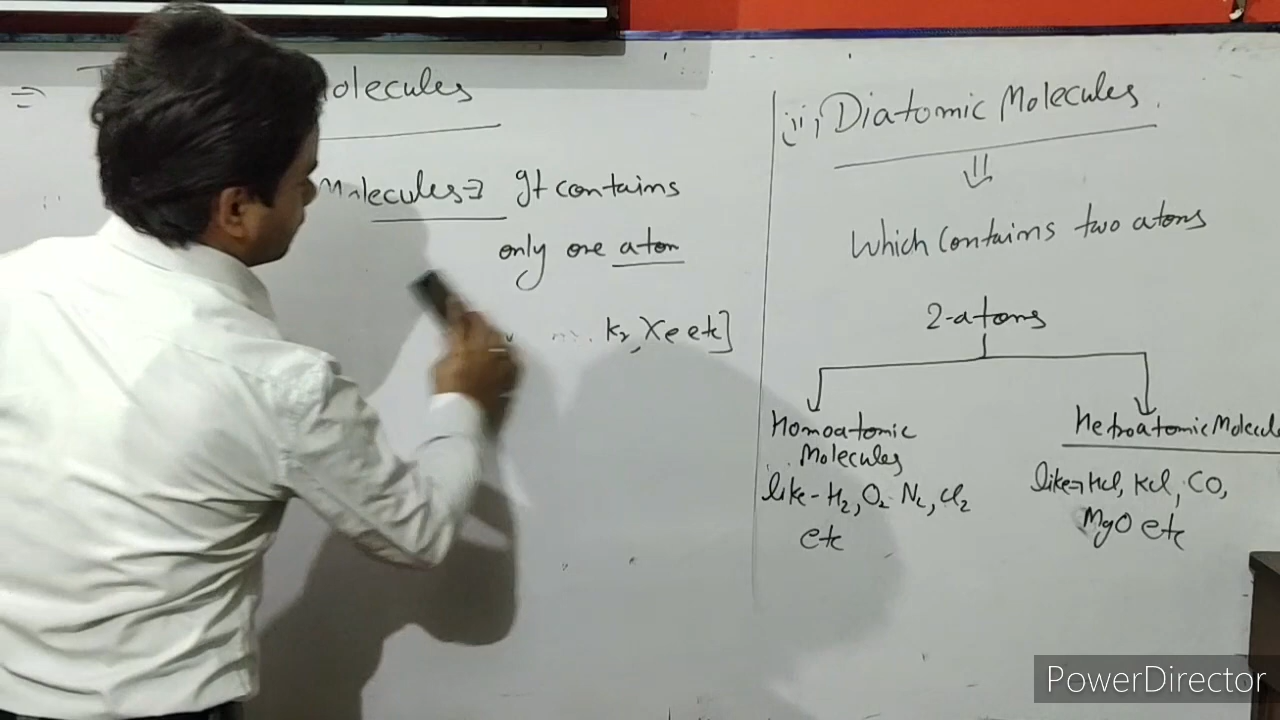 ⇒ olecules
Molecules⇒ It contains
only one atom
Kr, Xe etc]
ii, Diatomic Molecules.
⇓
Which Contains two atoms
2-atoms
Homoatomic
Molecules
like - H2, O2 N2, Cl2
etc
Hetroatomic Molecule
like⇒ HCl, KCl, CO,
MgO etc
PowerDirector